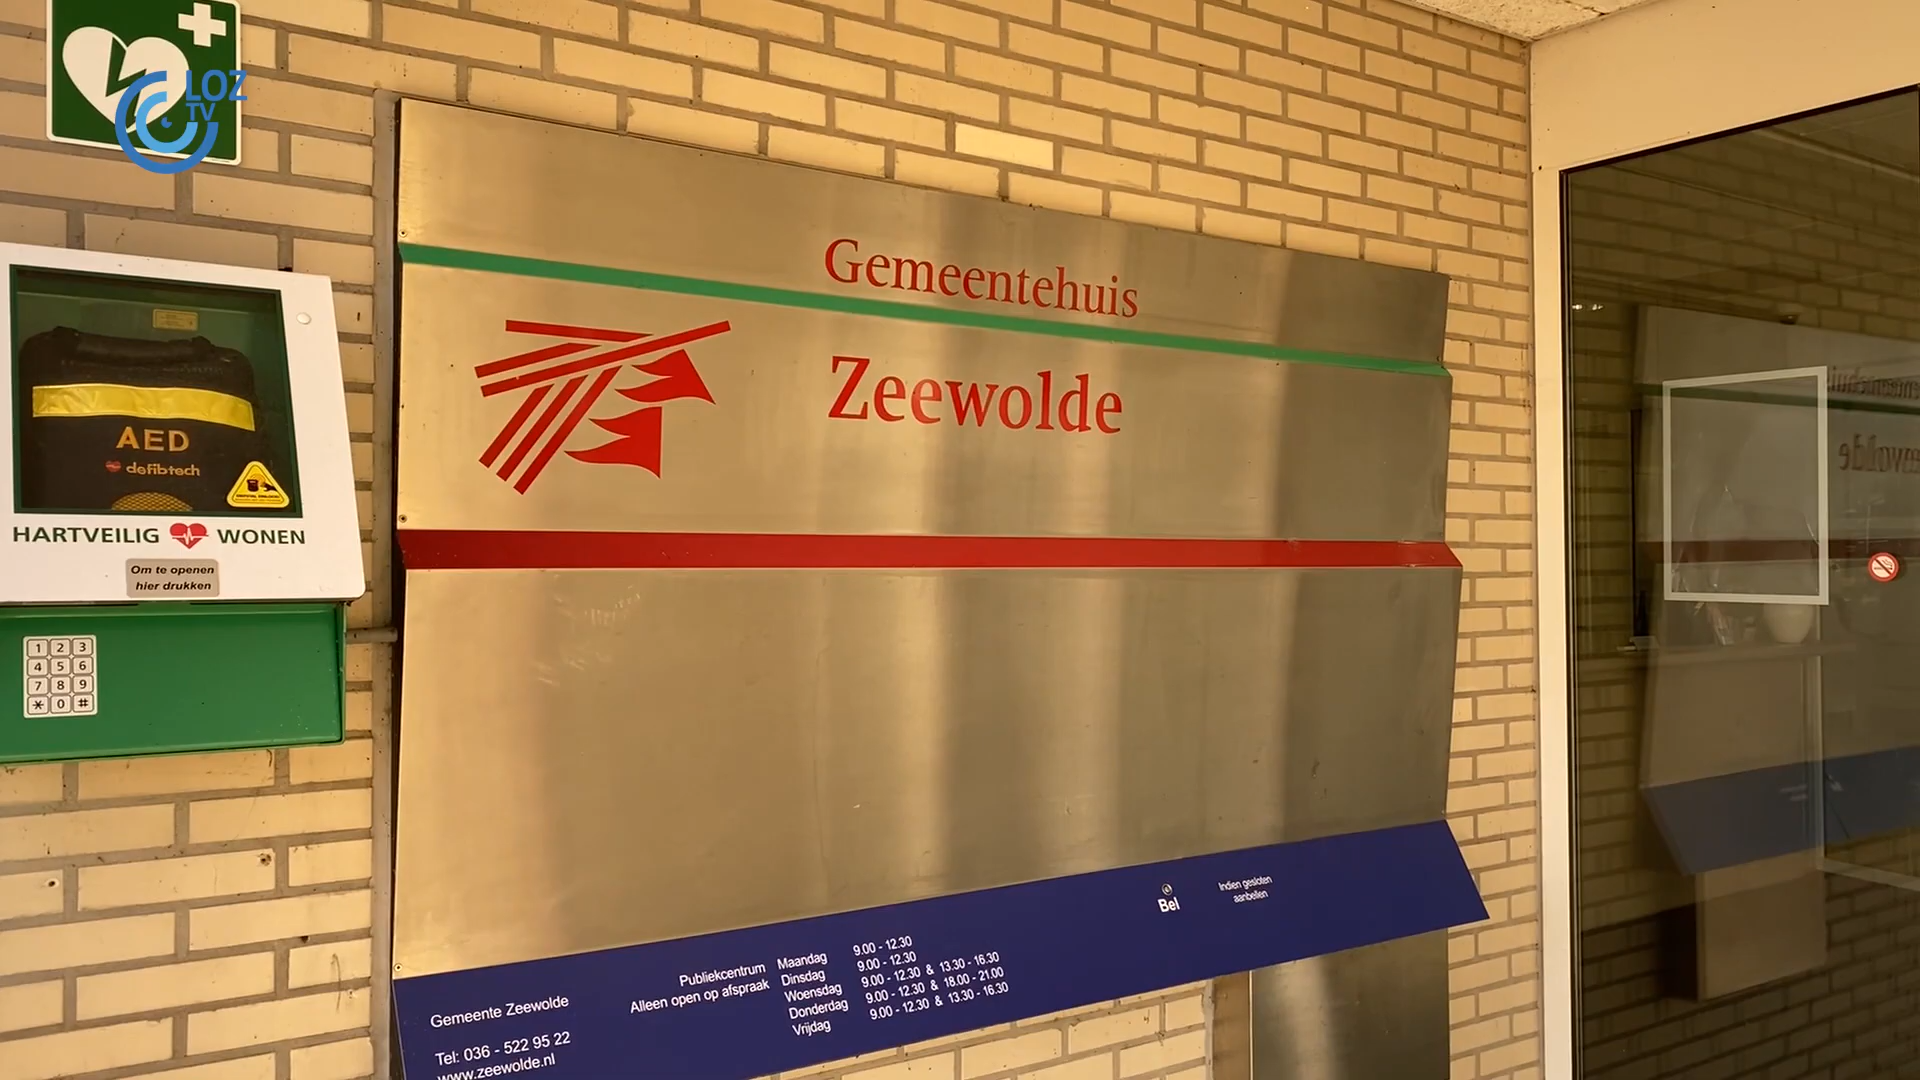 LOZ
TV
AED
defibtech
HARTVEILIG WONEN
Om te openen
hier drukken
1 2 3
4 5 6
7 8 9
* 0 #
Gemeentehuis
Zeewolde
Bel
Indien gesloten
aanbellen
Gemeente Zeewolde
Tel: 036 - 522 95 22
www.zeewolde.nl
Publiekcentrum
Alleen open op afspraak
Maandag 9.00 - 12.30
Dinsdag 9.00 - 12.30
Woensdag 9.00 - 12.30 & 13.30 - 16.30
Donderdag 9.00 - 12.30 & 18.00 - 21.00
Vrijdag 9.00 - 12.30 & 13.30 - 16.30